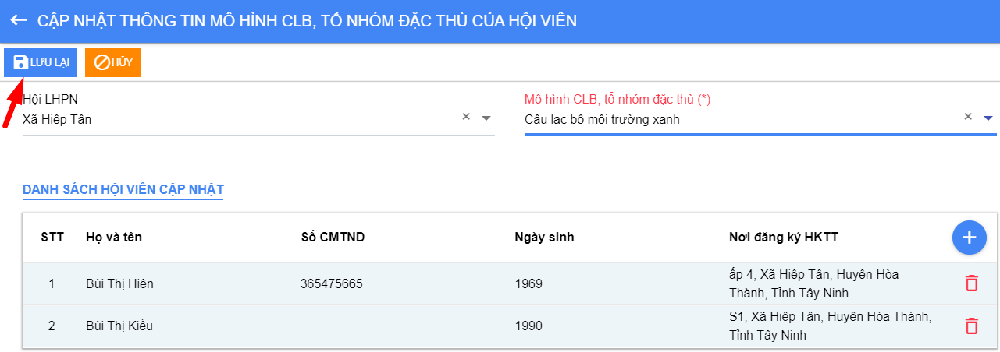 CẬP NHẬT THÔNG TIN MÔ HÌNH CLB, TỔ NHÓM ĐẶC THÙ CỦA HỘI VIÊN
LƯU LẠI
HỦY
Hội LHPN
Xã Hiệp Tân
Mô hình CLB, tổ nhóm đặc thù (*)
Câu lạc bộ môi trường xanh
DANH SÁCH HỘI VIÊN CẬP NHẬT
STT Họ và tên Số CMTND Ngày sinh Nơi đăng ký HKTT
1 Bùi Thị Hiên 365475665 1969 ấp 4, Xã Hiệp Tân, Huyện Hòa
Thành, Tỉnh Tây Ninh
2 Bùi Thị Kiều 1990 S1, Xã Hiệp Tân, Huyện Hòa Thành,
Tỉnh Tây Ninh